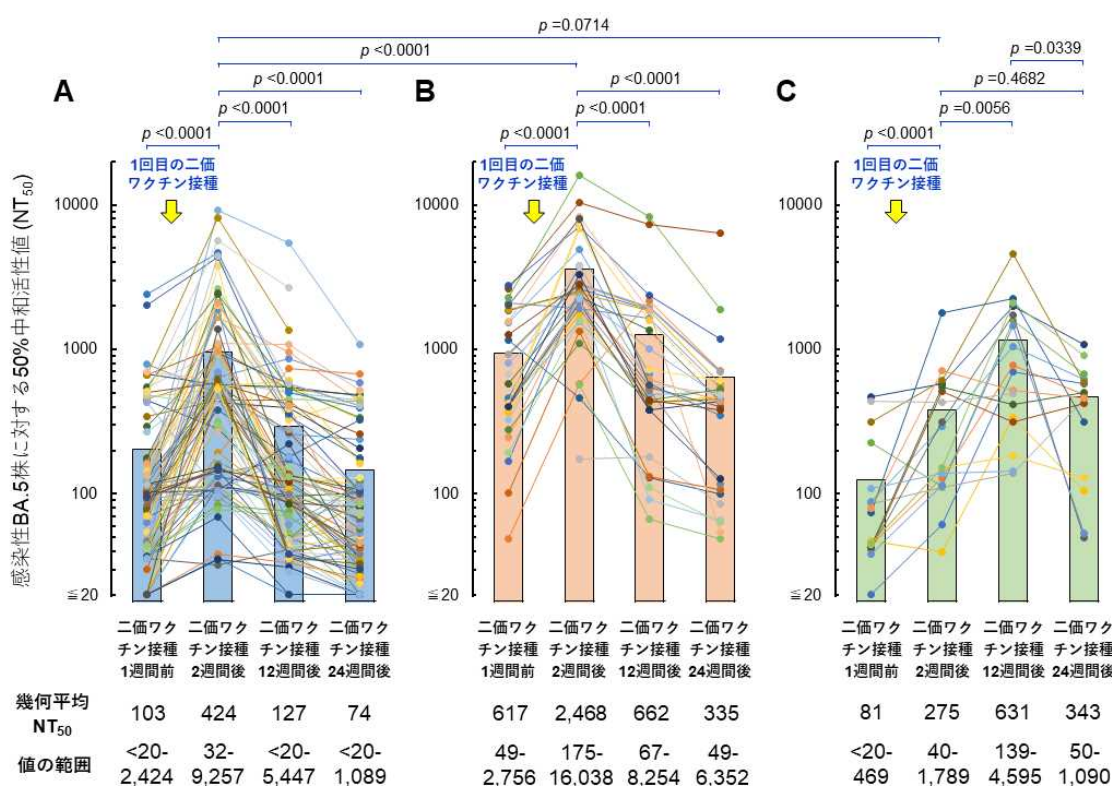 p =0.0714
p <0.0001
p =0.0339
p <0.0001
p <0.0001
p =0.4682
A
p <0.0001
B
p <0.0001
C
p =0.0056
p <0.0001
p <0.0001
p <0.0001
感染性BA.5株に対する50%中和活性値 (NT50)
1回目の二価
ワクチン接種
10000
1000
100
≦20
1回目の二価
ワクチン接種
10000
1000
100
≦20
1回目の二価
ワクチン接種
10000
1000
100
≦20
二価ワク
チン接種
1週間前
二価ワク
チン接種
2週間後
二価ワク
チン接種
12週間後
二価ワク
チン接種
24週間後
二価ワク
チン接種
1週間前
二価ワク
チン接種
2週間後
二価ワク
チン接種
12週間後
二価ワク
チン接種
24週間後
二価ワク
チン接種
1週間前
二価ワク
チン接種
2週間後
二価ワク
チン接種
12週間後
二価ワク
チン接種
24週間後
幾何平均
NT50
103 424 127 74 617 2,468 662 335 81 275 631 343
値の範囲
<20- 32- <20- <20- 49- 175- 67- 49- <20- 40- 139- 50-
2,424 9,257 5,447 1,089 2,756 16,038 8,254 6,352 469 1,789 4,595 1,090